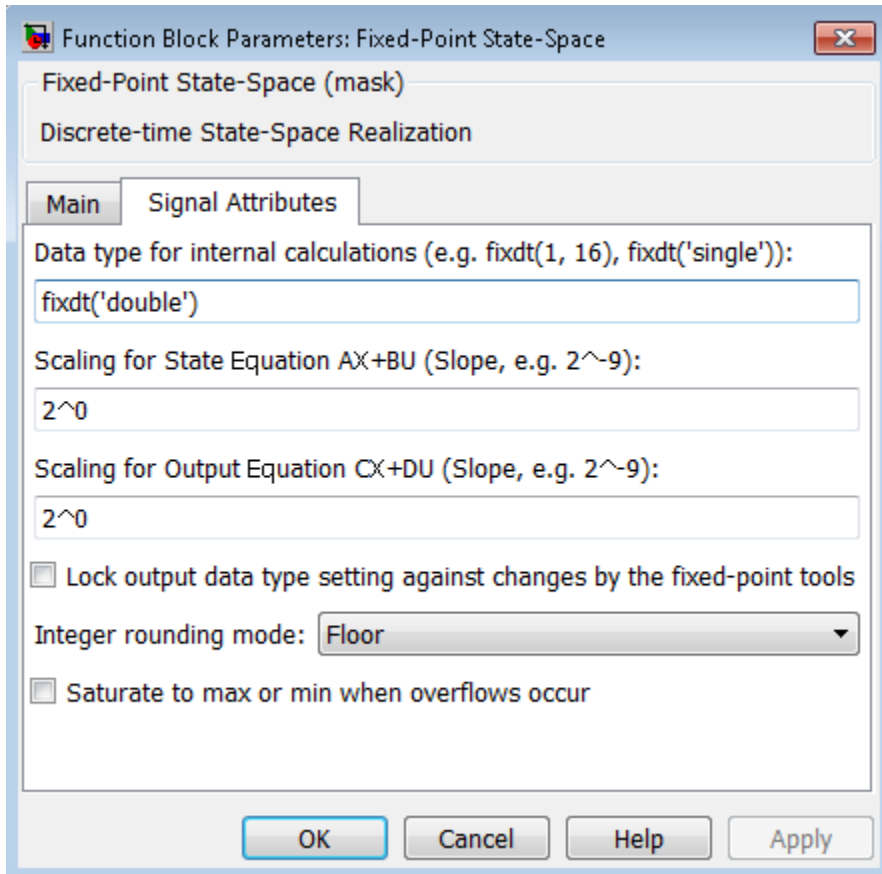 Function Block Parameters: Fixed-Point State-Space
Fixed-Point State-Space (mask)
Discrete-time State-Space Realization
Main
Signal Attributes
Data type for internal calculations (e.g. fixdt(1, 16), fixdt('single')):
fixdt('double')
Scaling for State Equation AX+BU (Slope, e.g. 2^-9):
2^0
Scaling for Output Equation CX+DU (Slope, e.g. 2^-9):
2^0
Lock output data type setting against changes by the fixed-point tools
Integer rounding mode: Floor
Saturate to max or min when overflows occur
OK Cancel Help Apply